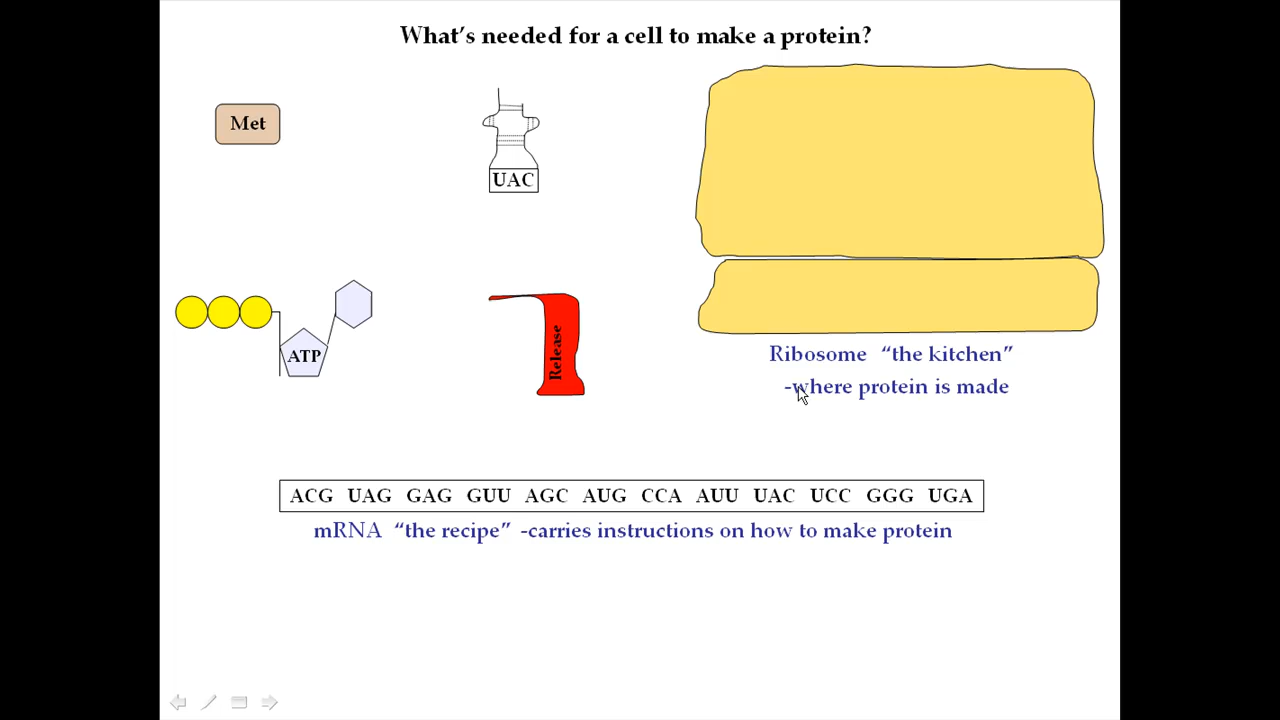 What's needed for a cell to make a protein?
Met
UAC
ATP
Release
Ribosome "the kitchen"
-where protein is made
ACG UAG GAG GUU AGC AUG CCA AUU UAC UCC GGG UGA
mRNA "the recipe" -carries instructions on how to make protein